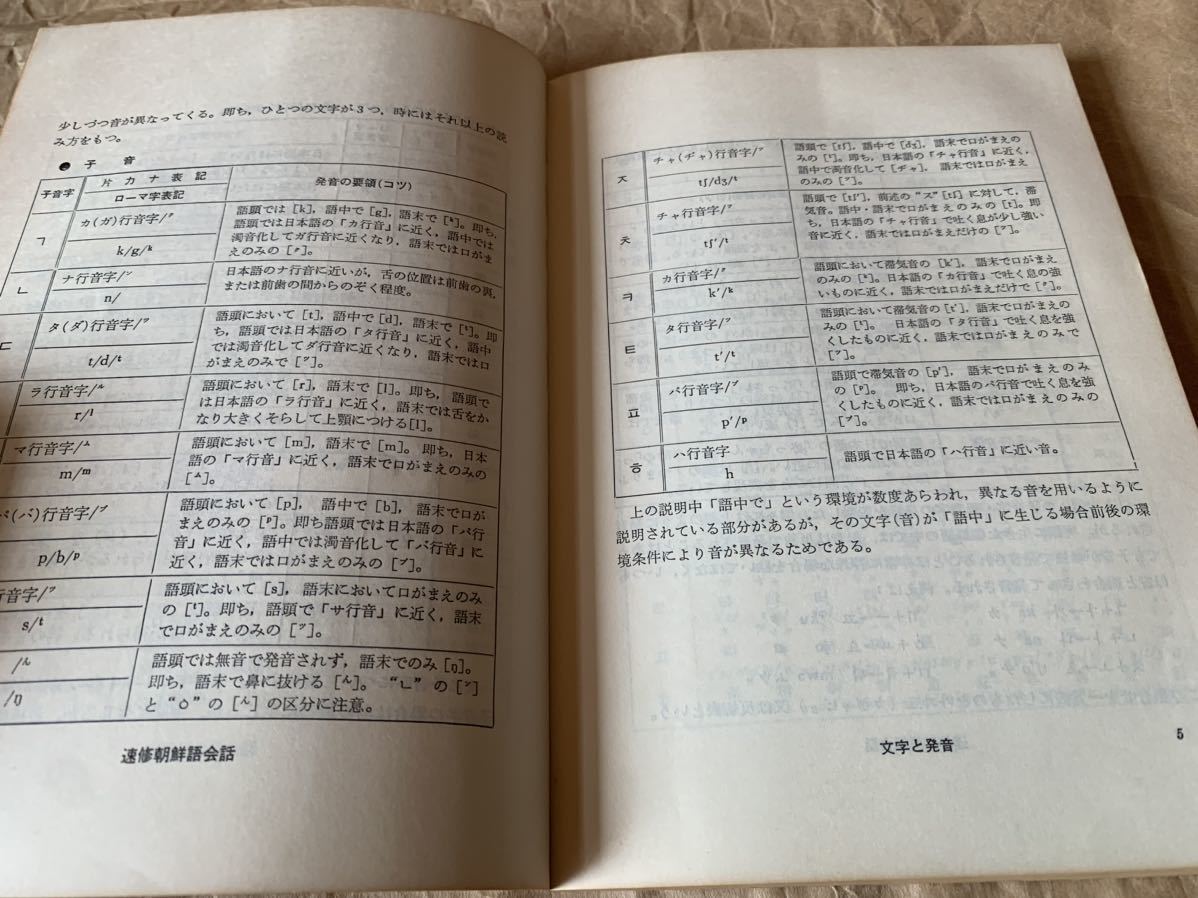 少しづつ音が異なってくる。即ち，ひとつの文字が3つ，時にはそれ以上の読
み方をもつ。
● 子 音
子音字
片 カ ナ 表 記
ローマ字表記
発音の要領(コツ)
ㄱ
カ(ガ)行音字/ㇰ
k/g/ᵏ
語頭では [k]，語中で [g]，語末で [ᵏ]。即ち，
語頭では日本語の「カ行音」に近く，語中では
濁音化してガ行音に近くなり，語末では口がま
えのみの [ㇰ]。
ㄴ
ナ行音字/ン
n/
日本語のナ行音に近いが，舌の位置は前歯の裏，
または前歯の間からのぞく程度。
ㄷ
タ(ダ)行音字/ッ
t/d/t
語頭において [t]，語中で [d]，語末で [ᵗ]。即
ち，語頭では日本語の「タ行音」に近く，語中
では濁音化してダ行音に近くなり，語末では口
がまえのみで [ッ]。
ラ行音字/ㇽ
r/l
語頭において [r]，語末で [l]。即ち，語頭で
は日本語の「ラ行音」に近く，語末では舌をか
なり大きくそらして上顎につける[l]。
マ行音字/ㇺ
m/m
語頭において [m]，語末で [m]。即ち，日本
語の「マ行音」に近く，語末で口がまえのみの
[ㇺ]。
(バ)行音字/ㇷ゚
p/b/p
語頭において [p]，語中で [b]，語末で口が
まえのみの [ᵖ]。即ち語頭では日本語の「パ行
音」に近く，語中では濁音化して「バ行音」に
近く，語末では口がまえのみの [ㇷ゚]。
行音字/ッ
s/t
語頭において [s]，語末において口がまえのみ
の [ᵗ]。即ち，語頭で「サ行音」に近く，語末
で口がまえのみの [ッ]。
/ん
/ŋ
語頭では無音で発音されず，語末でのみ [ŋ]。
即ち，語末で鼻に抜ける [ん]。 “ㄴ” の [ン]
と “ㅇ” の [ん] の区分に注意。
速修朝鮮語会話
ㅈ
チャ(ヂャ)行音字/ッ
tʃ/dʒ/t
語頭で [tʃ]，語中で [dʒ]，語末で口がまえの
みの [ᵗ]。即ち，日本語の「チャ行音」に近く，
語中で濁音化して [ヂャ]， 語末では口がまえ
のみの [ッ]。
ㅊ
チャ行音字/ッ
tʃ′/t
語頭で [tʃ′]，前述の “ス” [tʃ] に対して，滞
気音。語中・語末で口がまえのみの [t]。即
ち，日本語の「チャ行音」で吐く息が少し強い
音に近く，語末では口がまえだけの [ッ]。
ㅋ
カ行音字/ㇰ
k′/k
語頭において滞気音の [k′]，語末で口がまえ
のみの [ᵏ]。日本語の「カ行音」で吐く息の強
いものに近く，語末では口がまえだけで [ㇰ]。
ㅌ
タ行音字/ッ
t′/t
語頭において滞気音の [t′]，語末で口がまえの
みの [ᵗ]。 日本語の「タ行音」で吐く息を強
くしたものに近く，語末では口がまえのみで
[ッ]。
ㅍ
パ行音字/ㇷ゚
p′/p
語頭で滞気音の [p′]，語末で口がまえのみ
の [ᵖ]。 即ち，日本語のパ行音で吐く息を強
くしたものに近く，語末では口がまえのみの
[ㇷ゚]。
ㅎ
ハ行音字
h
語頭で日本語の「ハ行音」に近い音。
上の説明中「語中で」という環境が数度あらわれ，異なる音を用いるように
説明されている部分があるが，その文字(音)が「語中」に生じる場合前後の環
境条件により音が異なるためである。
文字と発音
5